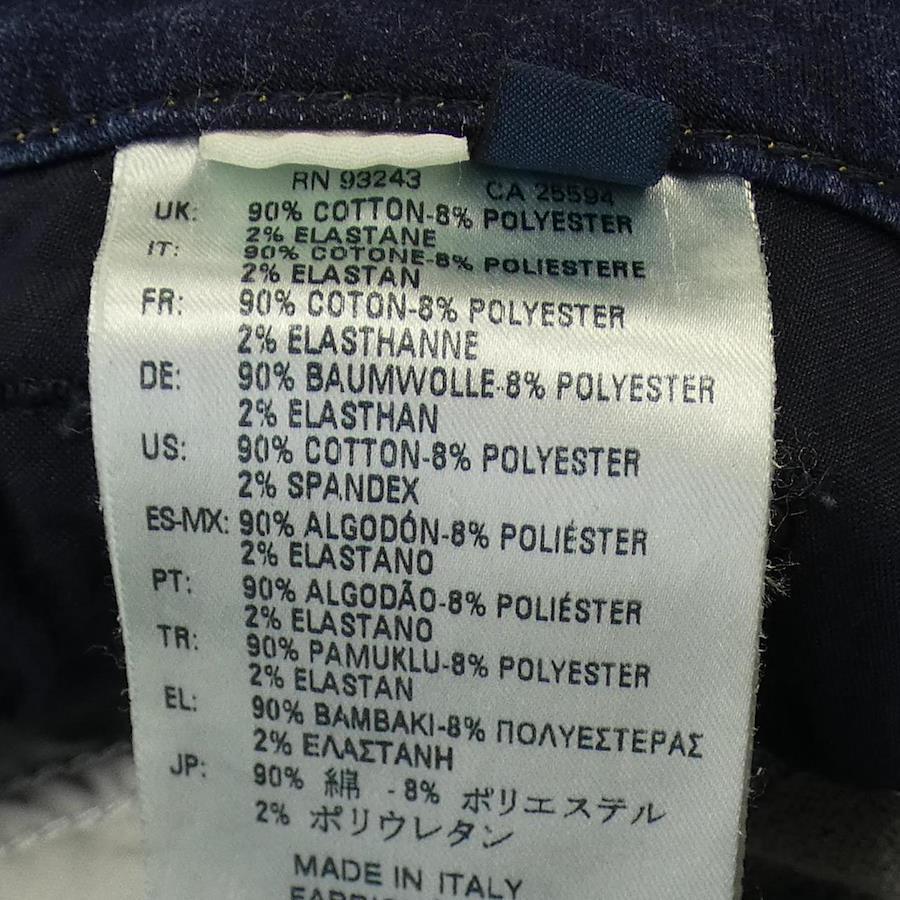 RN 93243 CA 25594
UK: 90% COTTON-8% POLYESTER
2% ELASTANE
IT: 90% COTONE-8% POLIESTERE
2% ELASTAN
FR: 90% COTON-8% POLYESTER
2% ELASTHANNE
DE: 90% BAUMWOLLE-8% POLYESTER
2% ELASTHAN
US: 90% COTTON-8% POLYESTER
2% SPANDEX
ES-MX: 90% ALGODÓN-8% POLIÉSTER
2% ELASTANO
PT: 90% ALGODÃO-8% POLIÉSTER
2% ELASTANO
TR: 90% PAMUKLU-8% POLYESTER
2% ELASTAN
EL: 90% BAMBAKI-8% ΠΟΛΥΕΣΤΕΡΑΣ
2% ΕΛΑΣΤΑΝΗ
JP: 90% 綿 -8% ポリエステル
2% ポリウレタン
MADE IN ITALY